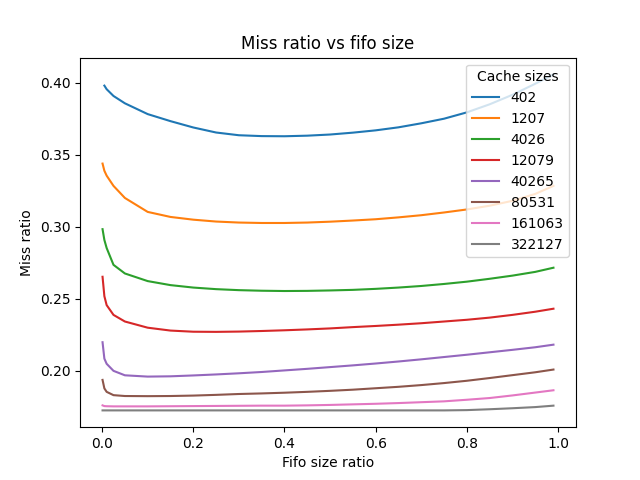 Miss ratio vs fifo size
Cache sizes
402
1207
4026
12079
40265
80531
161063
322127
0.40
0.35
0.30
0.25
0.20
Miss ratio
0.0 0.2 0.4 0.6 0.8 1.0
Fifo size ratio